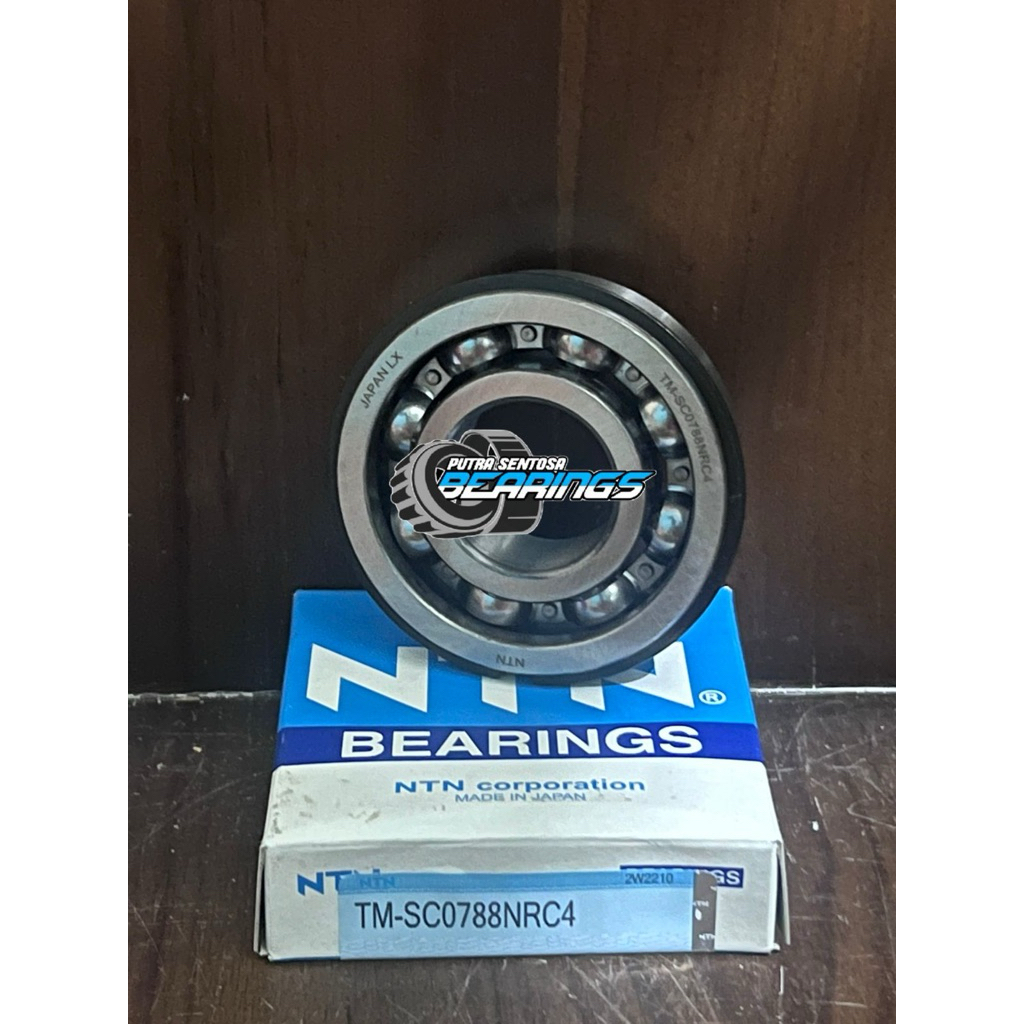 JAPAN LX
TM-SC0788NRC4
PUTRA SENTOSA
BEARINGS
NTN
NTN ®
BEARINGS
NTN corporation
MADE IN JAPAN
NTN
NTN
2W2210
TM-SC0788NRC4